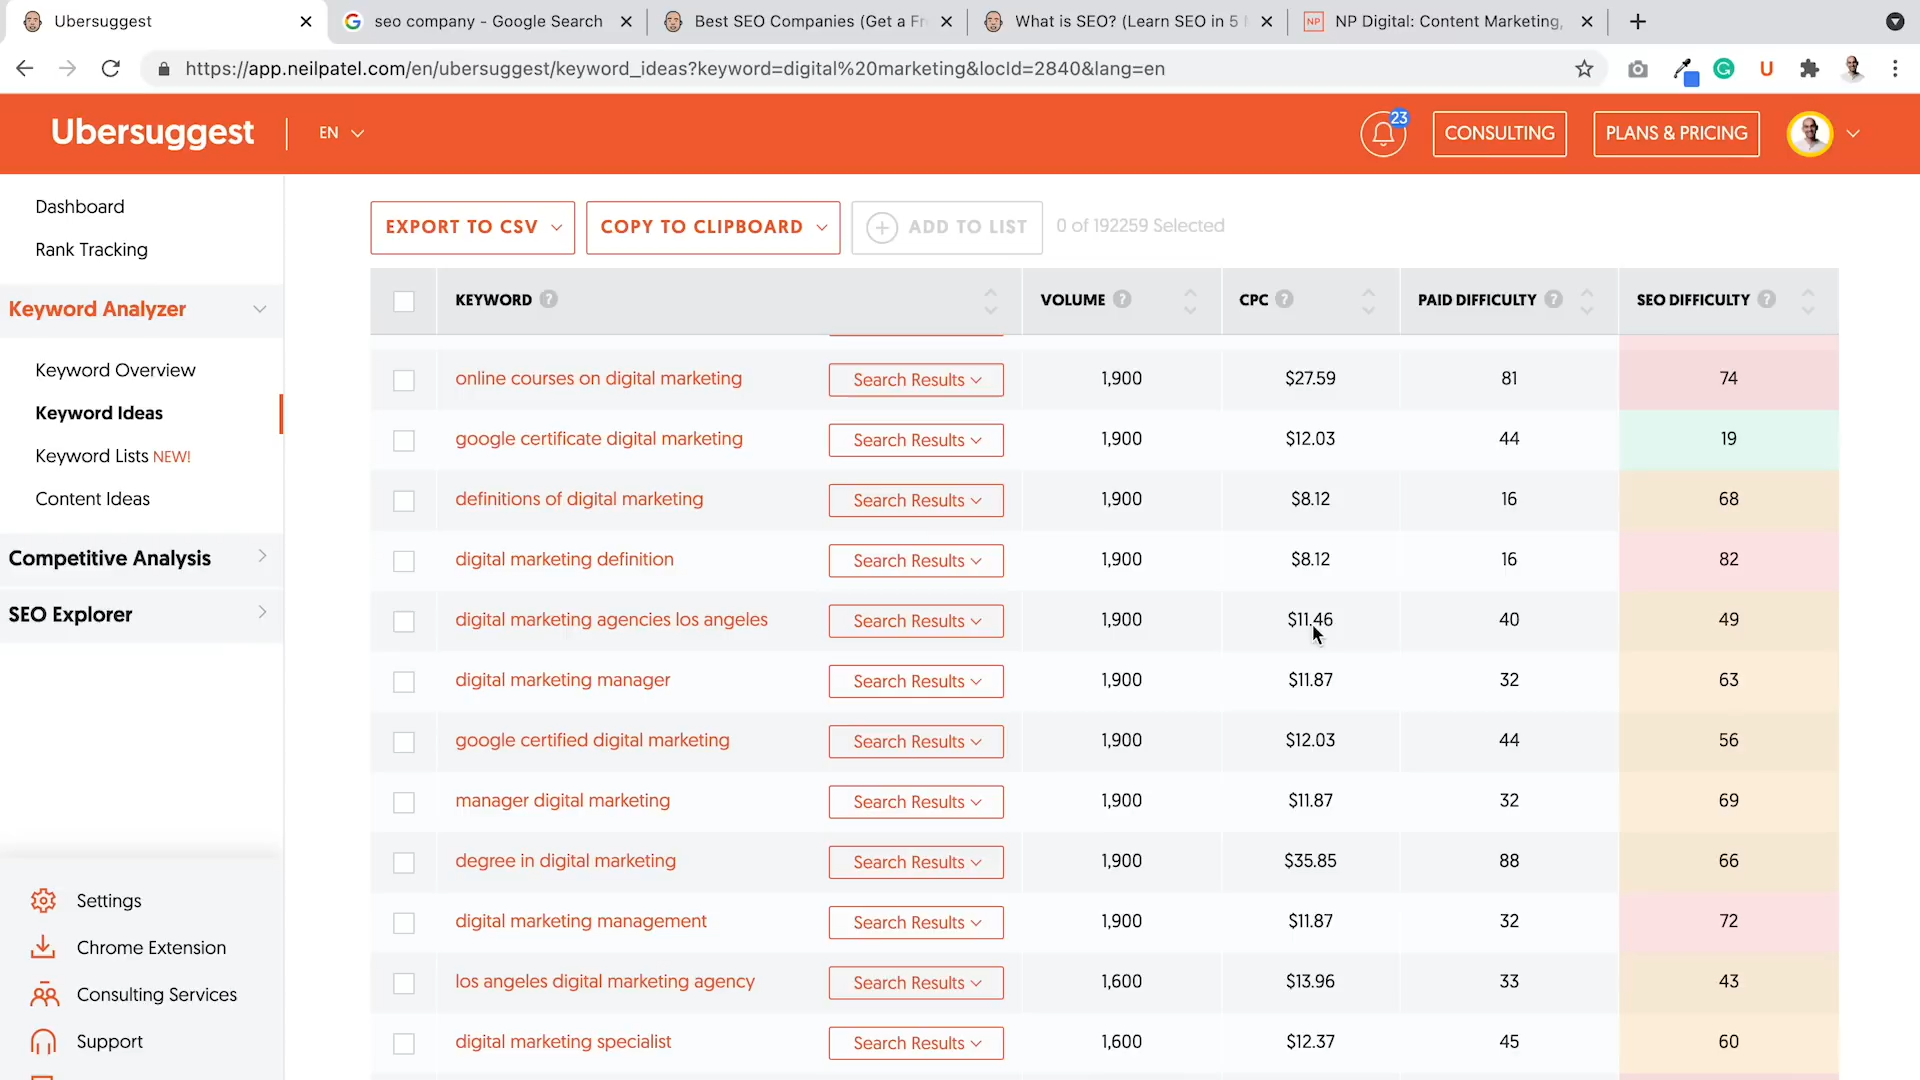 Ubersuggest
seo company - Google Search
Best SEO Companies (Get a Fr
What is SEO? (Learn SEO in 5 M
NP Digital: Content Marketing,
https://app.neilpatel.com/en/ubersuggest/keyword_ideas?keyword=digital%20marketing&locId=2840&lang=en
Ubersuggest
EN
23
CONSULTING
PLANS & PRICING
Dashboard
Rank Tracking
Keyword Analyzer
Keyword Overview
Keyword Ideas
Keyword Lists NEW!
Content Ideas
Competitive Analysis
SEO Explorer
Settings
Chrome Extension
Consulting Services
Support
EXPORT TO CSV
COPY TO CLIPBOARD
ADD TO LIST
0 of 192259 Selected
KEYWORD ? VOLUME ? CPC ? PAID DIFFICULTY ? SEO DIFFICULTY ?
online courses on digital marketing Search Results 1,900 $27.59 81 74
google certificate digital marketing Search Results 1,900 $12.03 44 19
definitions of digital marketing Search Results 1,900 $8.12 16 68
digital marketing definition Search Results 1,900 $8.12 16 82
digital marketing agencies los angeles Search Results 1,900 $11.46 40 49
digital marketing manager Search Results 1,900 $11.87 32 63
google certified digital marketing Search Results 1,900 $12.03 44 56
manager digital marketing Search Results 1,900 $11.87 32 69
degree in digital marketing Search Results 1,900 $35.85 88 66
digital marketing management Search Results 1,900 $11.87 32 72
los angeles digital marketing agency Search Results 1,600 $13.96 33 43
digital marketing specialist Search Results 1,600 $12.37 45 60